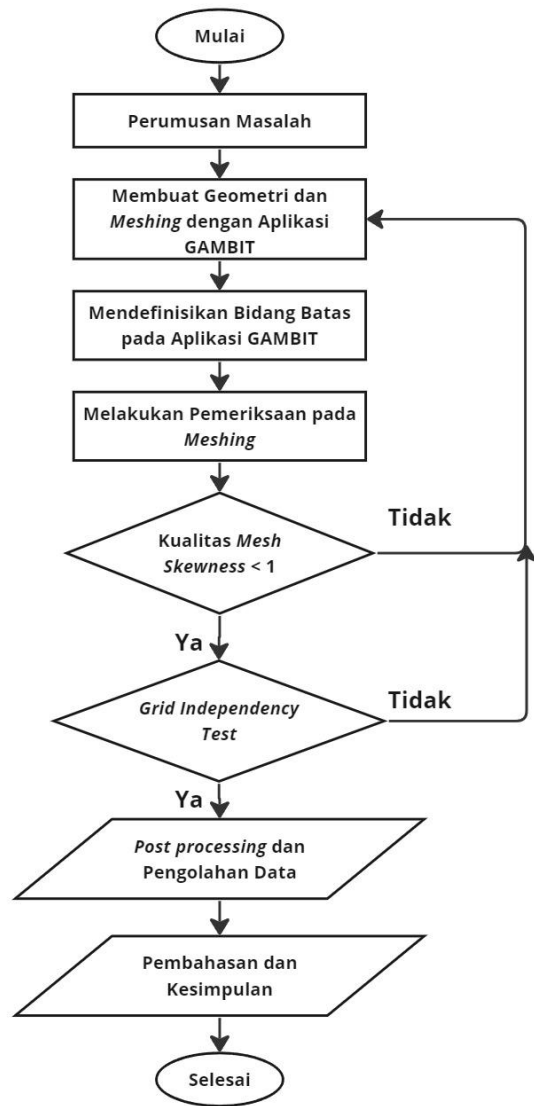 Mulai
Perumusan Masalah
Membuat Geometri dan
Meshing dengan Aplikasi
GAMBIT
Mendefinisikan Bidang Batas
pada Aplikasi GAMBIT
Melakukan Pemeriksaan pada
Meshing
Kualitas Mesh
Skewness < 1
Tidak
Ya
Grid Independency
Test
Tidak
Ya
Post processing dan
Pengolahan Data
Pembahasan dan
Kesimpulan
Selesai